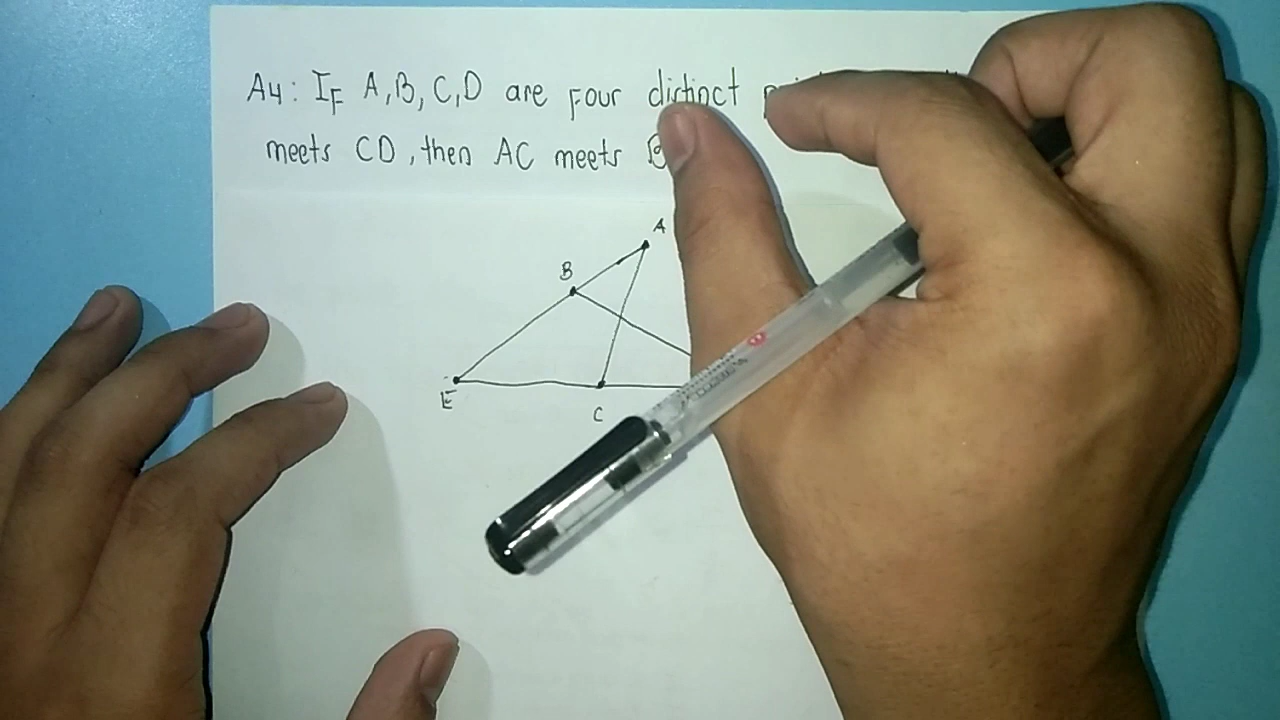 A4: IF A, B, C, D are Four distinct
meets CD, then AC meets
A
B
E
C